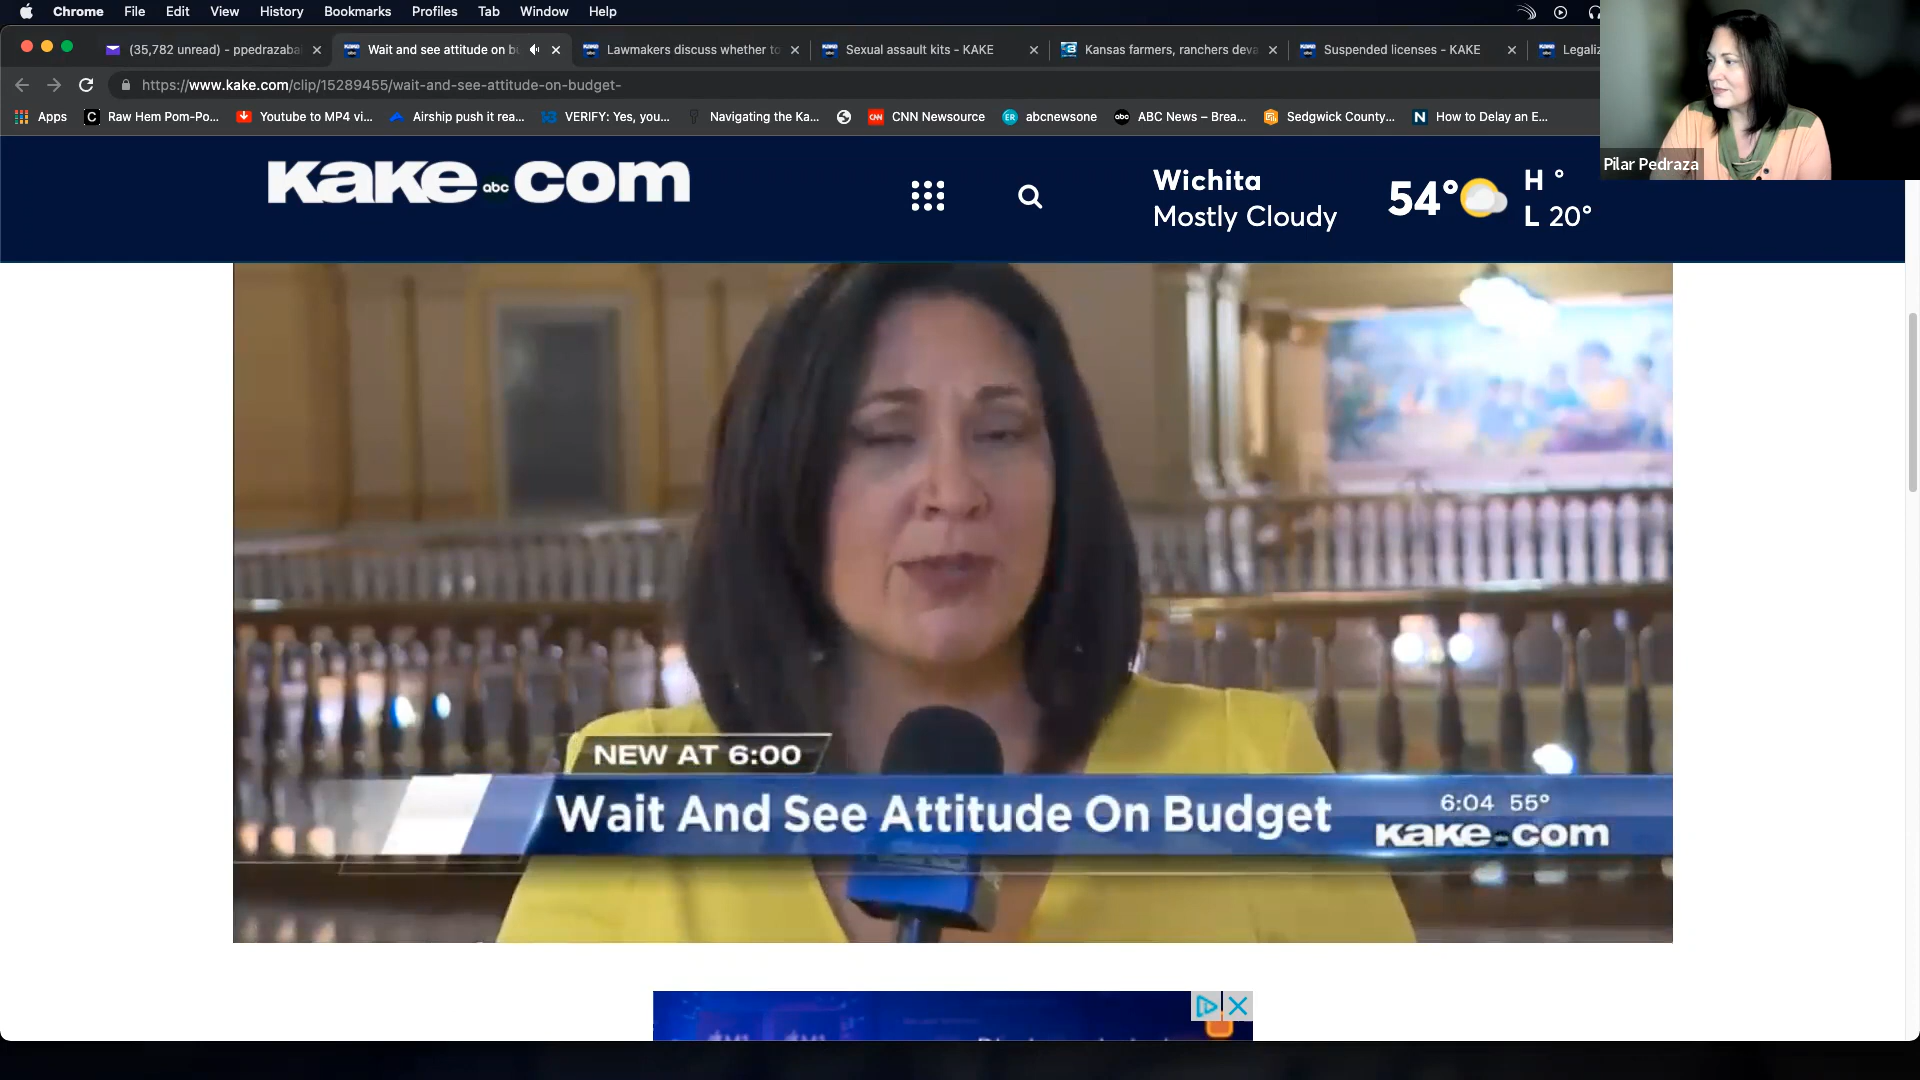 Chrome File Edit View History Bookmarks Profiles Tab Window Help
(35,782 unread) - ppedrazaba Wait and see attitude on bu Lawmakers discuss whether to Sexual assault kits - KAKE Kansas farmers, ranchers deva Suspended licenses - KAKE Legaliz
https://www.kake.com/clip/15289455/wait-and-see-attitude-on-budget-
Apps Raw Hem Pom-Po... Youtube to MP4 vi... Airship push it rea... VERIFY: Yes, you... Navigating the Ka... CNN Newsource abcnewsone ABC News – Brea... Sedgwick County... How to Delay an E...
Pilar Pedraza
KAKE abc com
Wichita
Mostly Cloudy
54°
H °
L 20°
NEW AT 6:00
Wait And See Attitude On Budget
6:04 55°
KAKE abc com